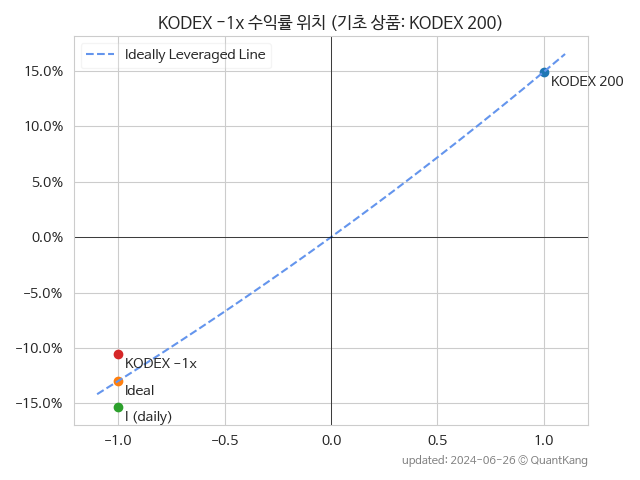 KODEX -1x 수익률 위치 (기초 상품: KODEX 200)
Ideally Leveraged Line
15.0%
10.0%
5.0%
0.0%
-5.0%
-10.0%
-15.0%
KODEX 200
KODEX -1x
Ideal
I (daily)
-1.0
-0.5
0.0
0.5
1.0
updated: 2024-06-26 © QuantKang